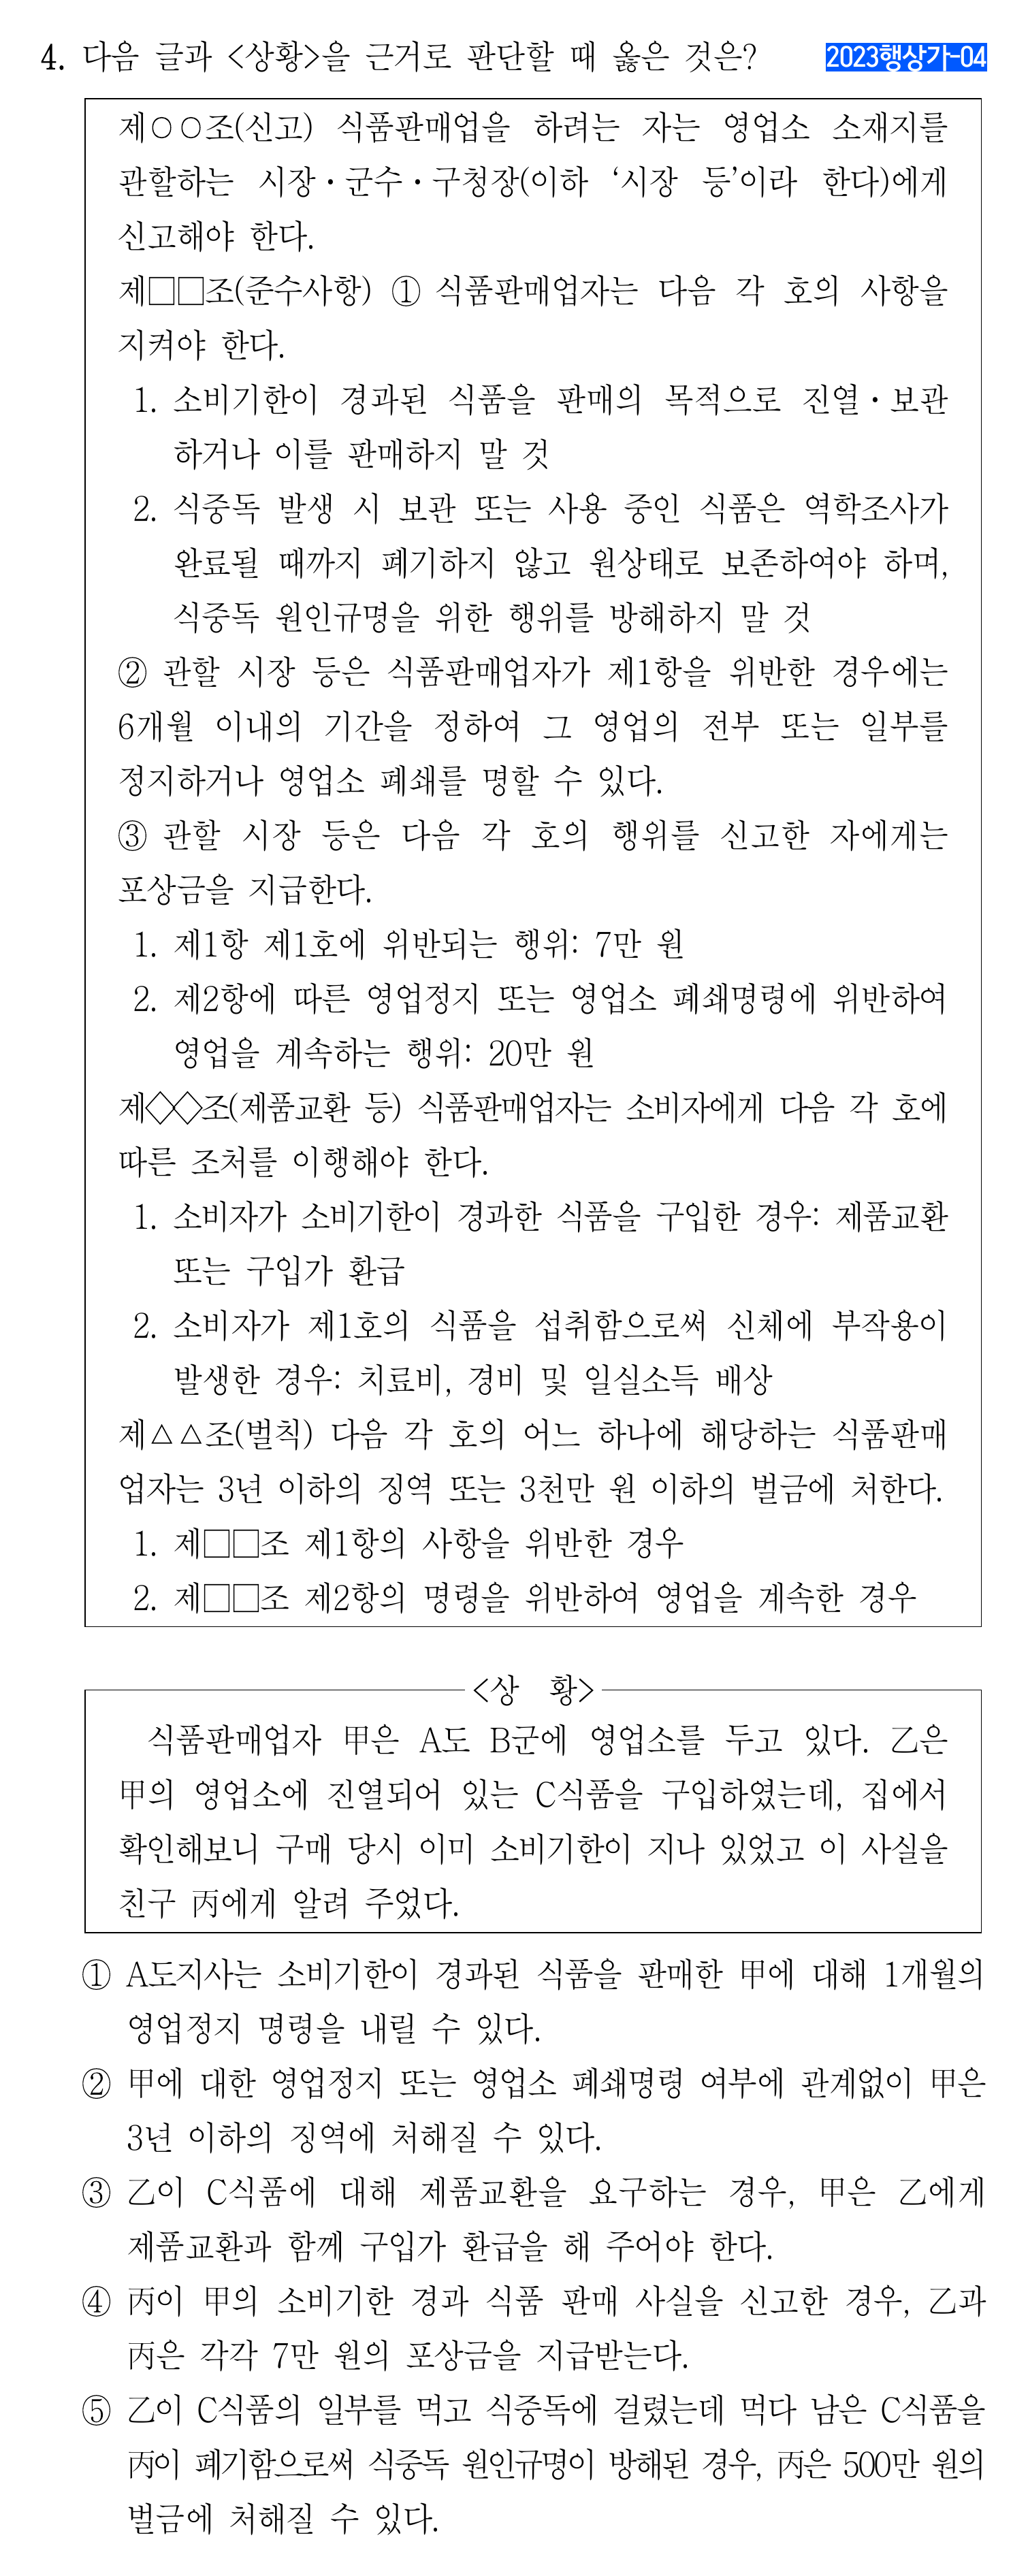 4. 다음 글과 <상황>을 근거로 판단할 때 옳은 것은? 2023행상가-04
제○○조(신고) 식품판매업을 하려는 자는 영업소 소재지를
관할하는 시장·군수·구청장(이하 ‘시장 등’이라 한다)에게
신고해야 한다.
제□□조(준수사항) ① 식품판매업자는 다음 각 호의 사항을
지켜야 한다.
1. 소비기한이 경과된 식품을 판매의 목적으로 진열·보관
하거나 이를 판매하지 말 것
2. 식중독 발생 시 보관 또는 사용 중인 식품은 역학조사가
완료될 때까지 폐기하지 않고 원상태로 보존하여야 하며,
식중독 원인규명을 위한 행위를 방해하지 말 것
② 관할 시장 등은 식품판매업자가 제1항을 위반한 경우에는
6개월 이내의 기간을 정하여 그 영업의 전부 또는 일부를
정지하거나 영업소 폐쇄를 명할 수 있다.
③ 관할 시장 등은 다음 각 호의 행위를 신고한 자에게는
포상금을 지급한다.
1. 제1항 제1호에 위반되는 행위: 7만 원
2. 제2항에 따른 영업정지 또는 영업소 폐쇄명령에 위반하여
영업을 계속하는 행위: 20만 원
제◇◇조(제품교환 등) 식품판매업자는 소비자에게 다음 각 호에
따른 조처를 이행해야 한다.
1. 소비자가 소비기한이 경과한 식품을 구입한 경우: 제품교환
또는 구입가 환급
2. 소비자가 제1호의 식품을 섭취함으로써 신체에 부작용이
발생한 경우: 치료비, 경비 및 일실소득 배상
제△△조(벌칙) 다음 각 호의 어느 하나에 해당하는 식품판매
업자는 3년 이하의 징역 또는 3천만 원 이하의 벌금에 처한다.
1. 제□□조 제1항의 사항을 위반한 경우
2. 제□□조 제2항의 명령을 위반하여 영업을 계속한 경우
<상 황>
식품판매업자 甲은 A도 B군에 영업소를 두고 있다. 乙은
甲의 영업소에 진열되어 있는 C식품을 구입하였는데, 집에서
확인해보니 구매 당시 이미 소비기한이 지나 있었고 이 사실을
친구 丙에게 알려 주었다.
① A도지사는 소비기한이 경과된 식품을 판매한 甲에 대해 1개월의
영업정지 명령을 내릴 수 있다.
② 甲에 대한 영업정지 또는 영업소 폐쇄명령 여부에 관계없이 甲은
3년 이하의 징역에 처해질 수 있다.
③ 乙이 C식품에 대해 제품교환을 요구하는 경우, 甲은 乙에게
제품교환과 함께 구입가 환급을 해 주어야 한다.
④ 丙이 甲의 소비기한 경과 식품 판매 사실을 신고한 경우, 乙과
丙은 각각 7만 원의 포상금을 지급받는다.
⑤ 乙이 C식품의 일부를 먹고 식중독에 걸렸는데 먹다 남은 C식품을
丙이 폐기함으로써 식중독 원인규명이 방해된 경우, 丙은 500만 원의
벌금에 처해질 수 있다.